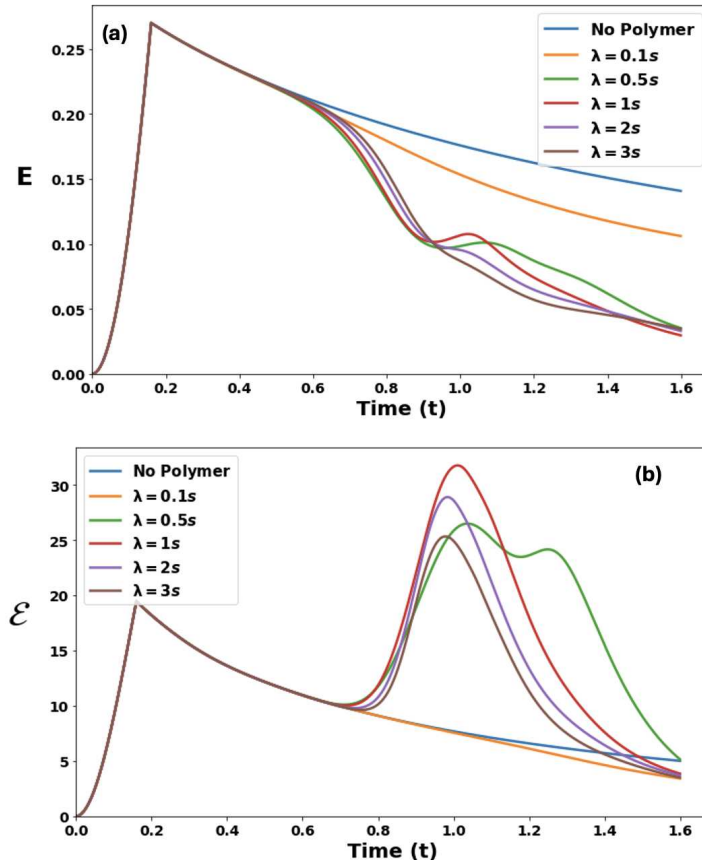 (a)
No Polymer
λ = 0.1s
λ = 0.5s
λ = 1s
λ = 2s
λ = 3s
E
0.25
0.20
0.15
0.10
0.05
0.00
0.0 0.2 0.4 0.6 0.8 1.0 1.2 1.4 1.6
Time (t)
(b)
No Polymer
λ = 0.1s
λ = 0.5s
λ = 1s
λ = 2s
λ = 3s
ℰ
30
25
20
15
10
5
0
0.0 0.2 0.4 0.6 0.8 1.0 1.2 1.4 1.6
Time (t)